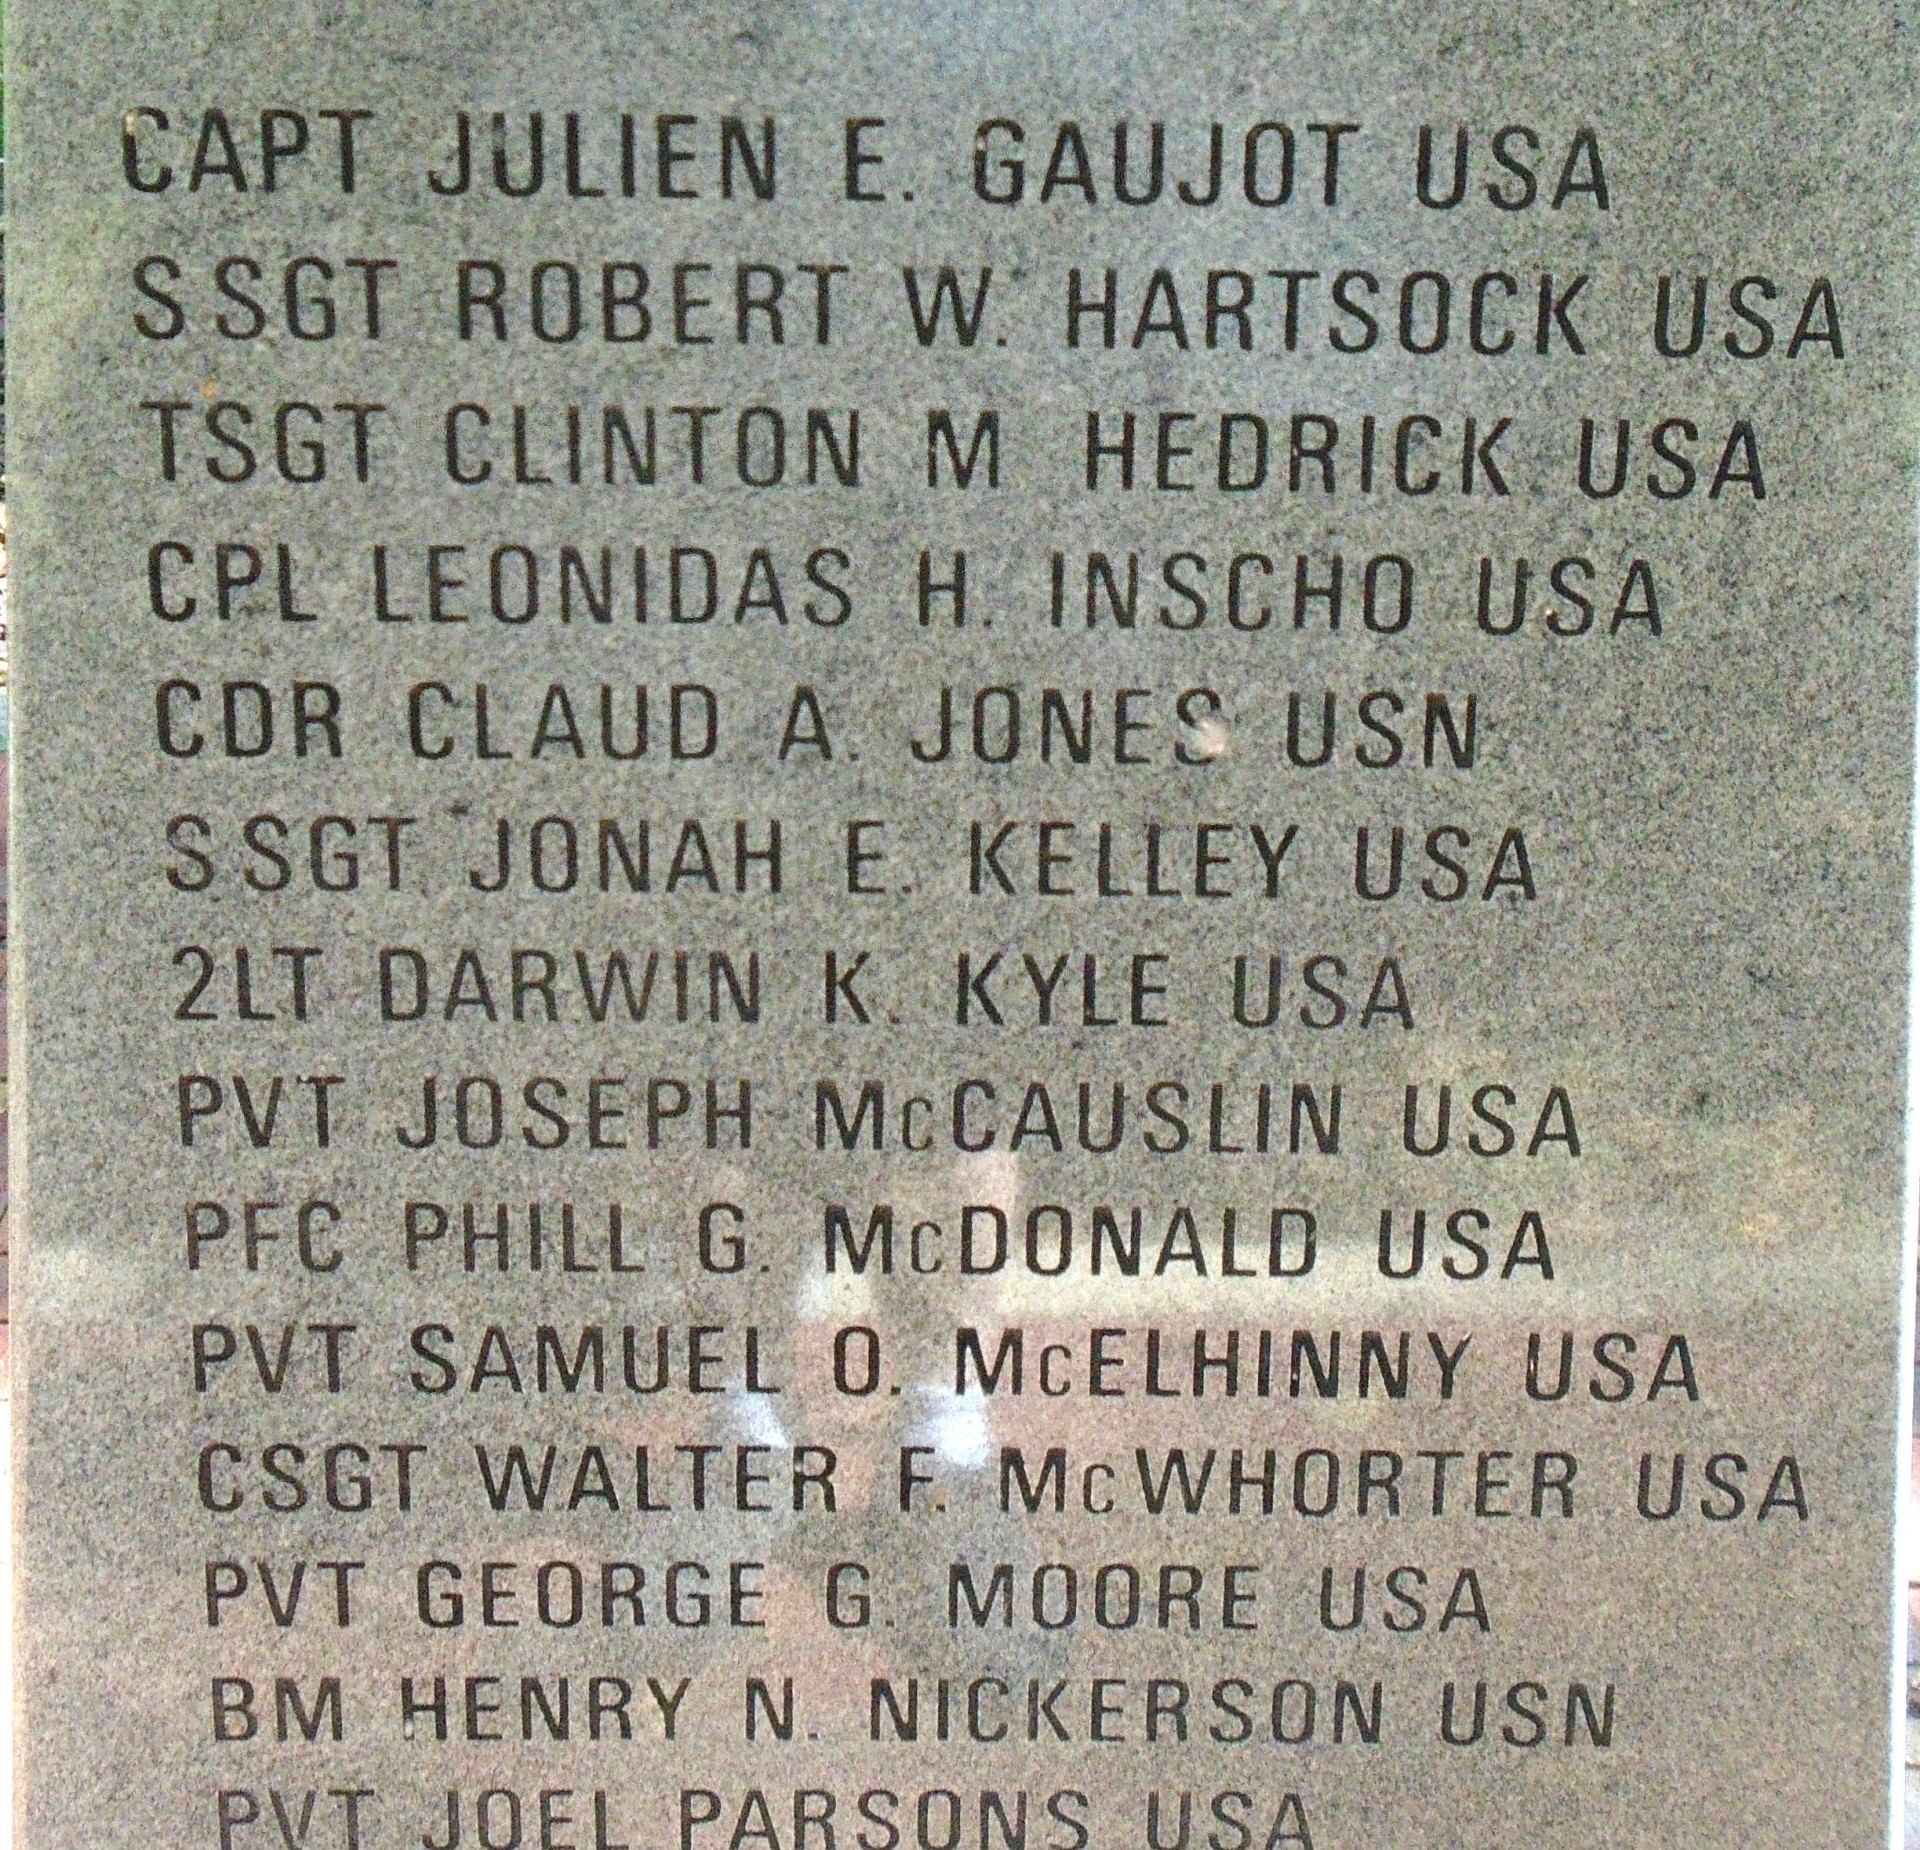 CAPT JULIEN E. GAUJOT USA
SSGT ROBERT W. HARTSOCK USA
TSGT CLINTON M HEDRICK USA
CPL LEONIDAS H. INSCHO USA
CDR CLAUD A. JONES USN
SSGT JONAH E. KELLEY USA
2LT DARWIN K. KYLE USA
PVT JOSEPH McCAUSLIN USA
PFC PHILL G. McDONALD USA
PVT SAMUEL O. McELHINNY USA
CSGT WALTER F. McWHORTER USA
PVT GEORGE G. MOORE USA
BM HENRY N. NICKERSON USN
PVT JOEL PARSONS USA